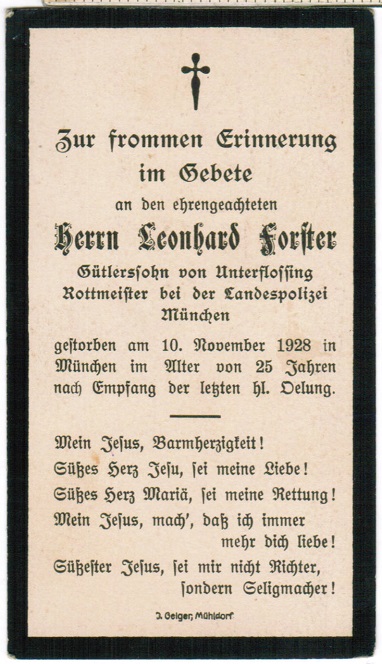 Zur frommen Erinnerung
im Gebete
an den ehrengeachteten
Herrn Leonhard Forster
Gütlerssohn von Unterflossing
Rottmeister bei der Landespolizei
München
gestorben am 10. November 1928 in
München im Alter von 25 Jahren
nach Empfang der letzten hl. Oelung.
Mein Jesus, Barmherzigkeit!
Süßes Herz Jesu, sei meine Liebe!
Süßes Herz Mariä, sei meine Rettung!
Mein Jesus, mach', daß ich immer
mehr dich liebe!
Süßester Jesus, sei mir nicht Richter,
sondern Seligmacher!
J. Geiger, Mühldorf